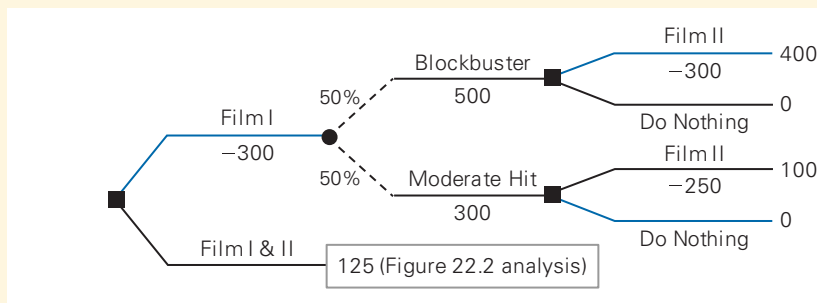 Film II
−300
400
Blockbuster
500
0
Do Nothing
50%
Film I
−300
50%
Film II
−250
100
Moderate Hit
300
0
Do Nothing
Film I & II
125 (Figure 22.2 analysis)